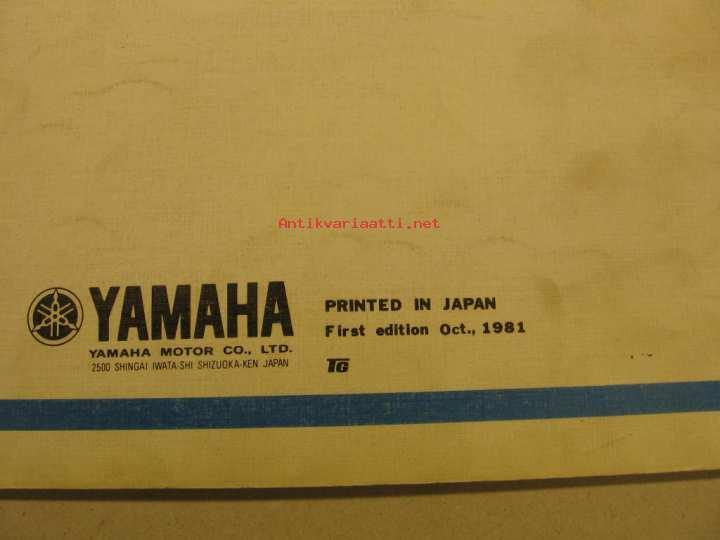 Antikvariaatti.net
YAMAHA
YAMAHA MOTOR CO., LTD.
2500 SHINGAI IWATA-SHI SHIZUOKA-KEN JAPAN
PRINTED IN JAPAN
First edition Oct., 1981
TG